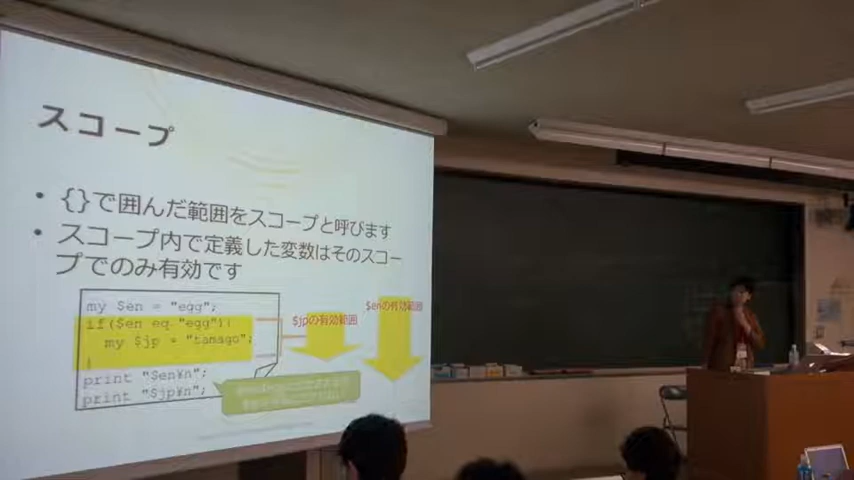 スコープ
• {}で囲んだ範囲をスコープと呼びます
• スコープ内で定義した変数はそのスコー
プでのみ有効です
my $en = "egg";
if($en eq "egg"){
my $jp = "tamago";
}
print "$en¥n";
print "$jp¥n";
$jpの有効範囲
$enの有効範囲